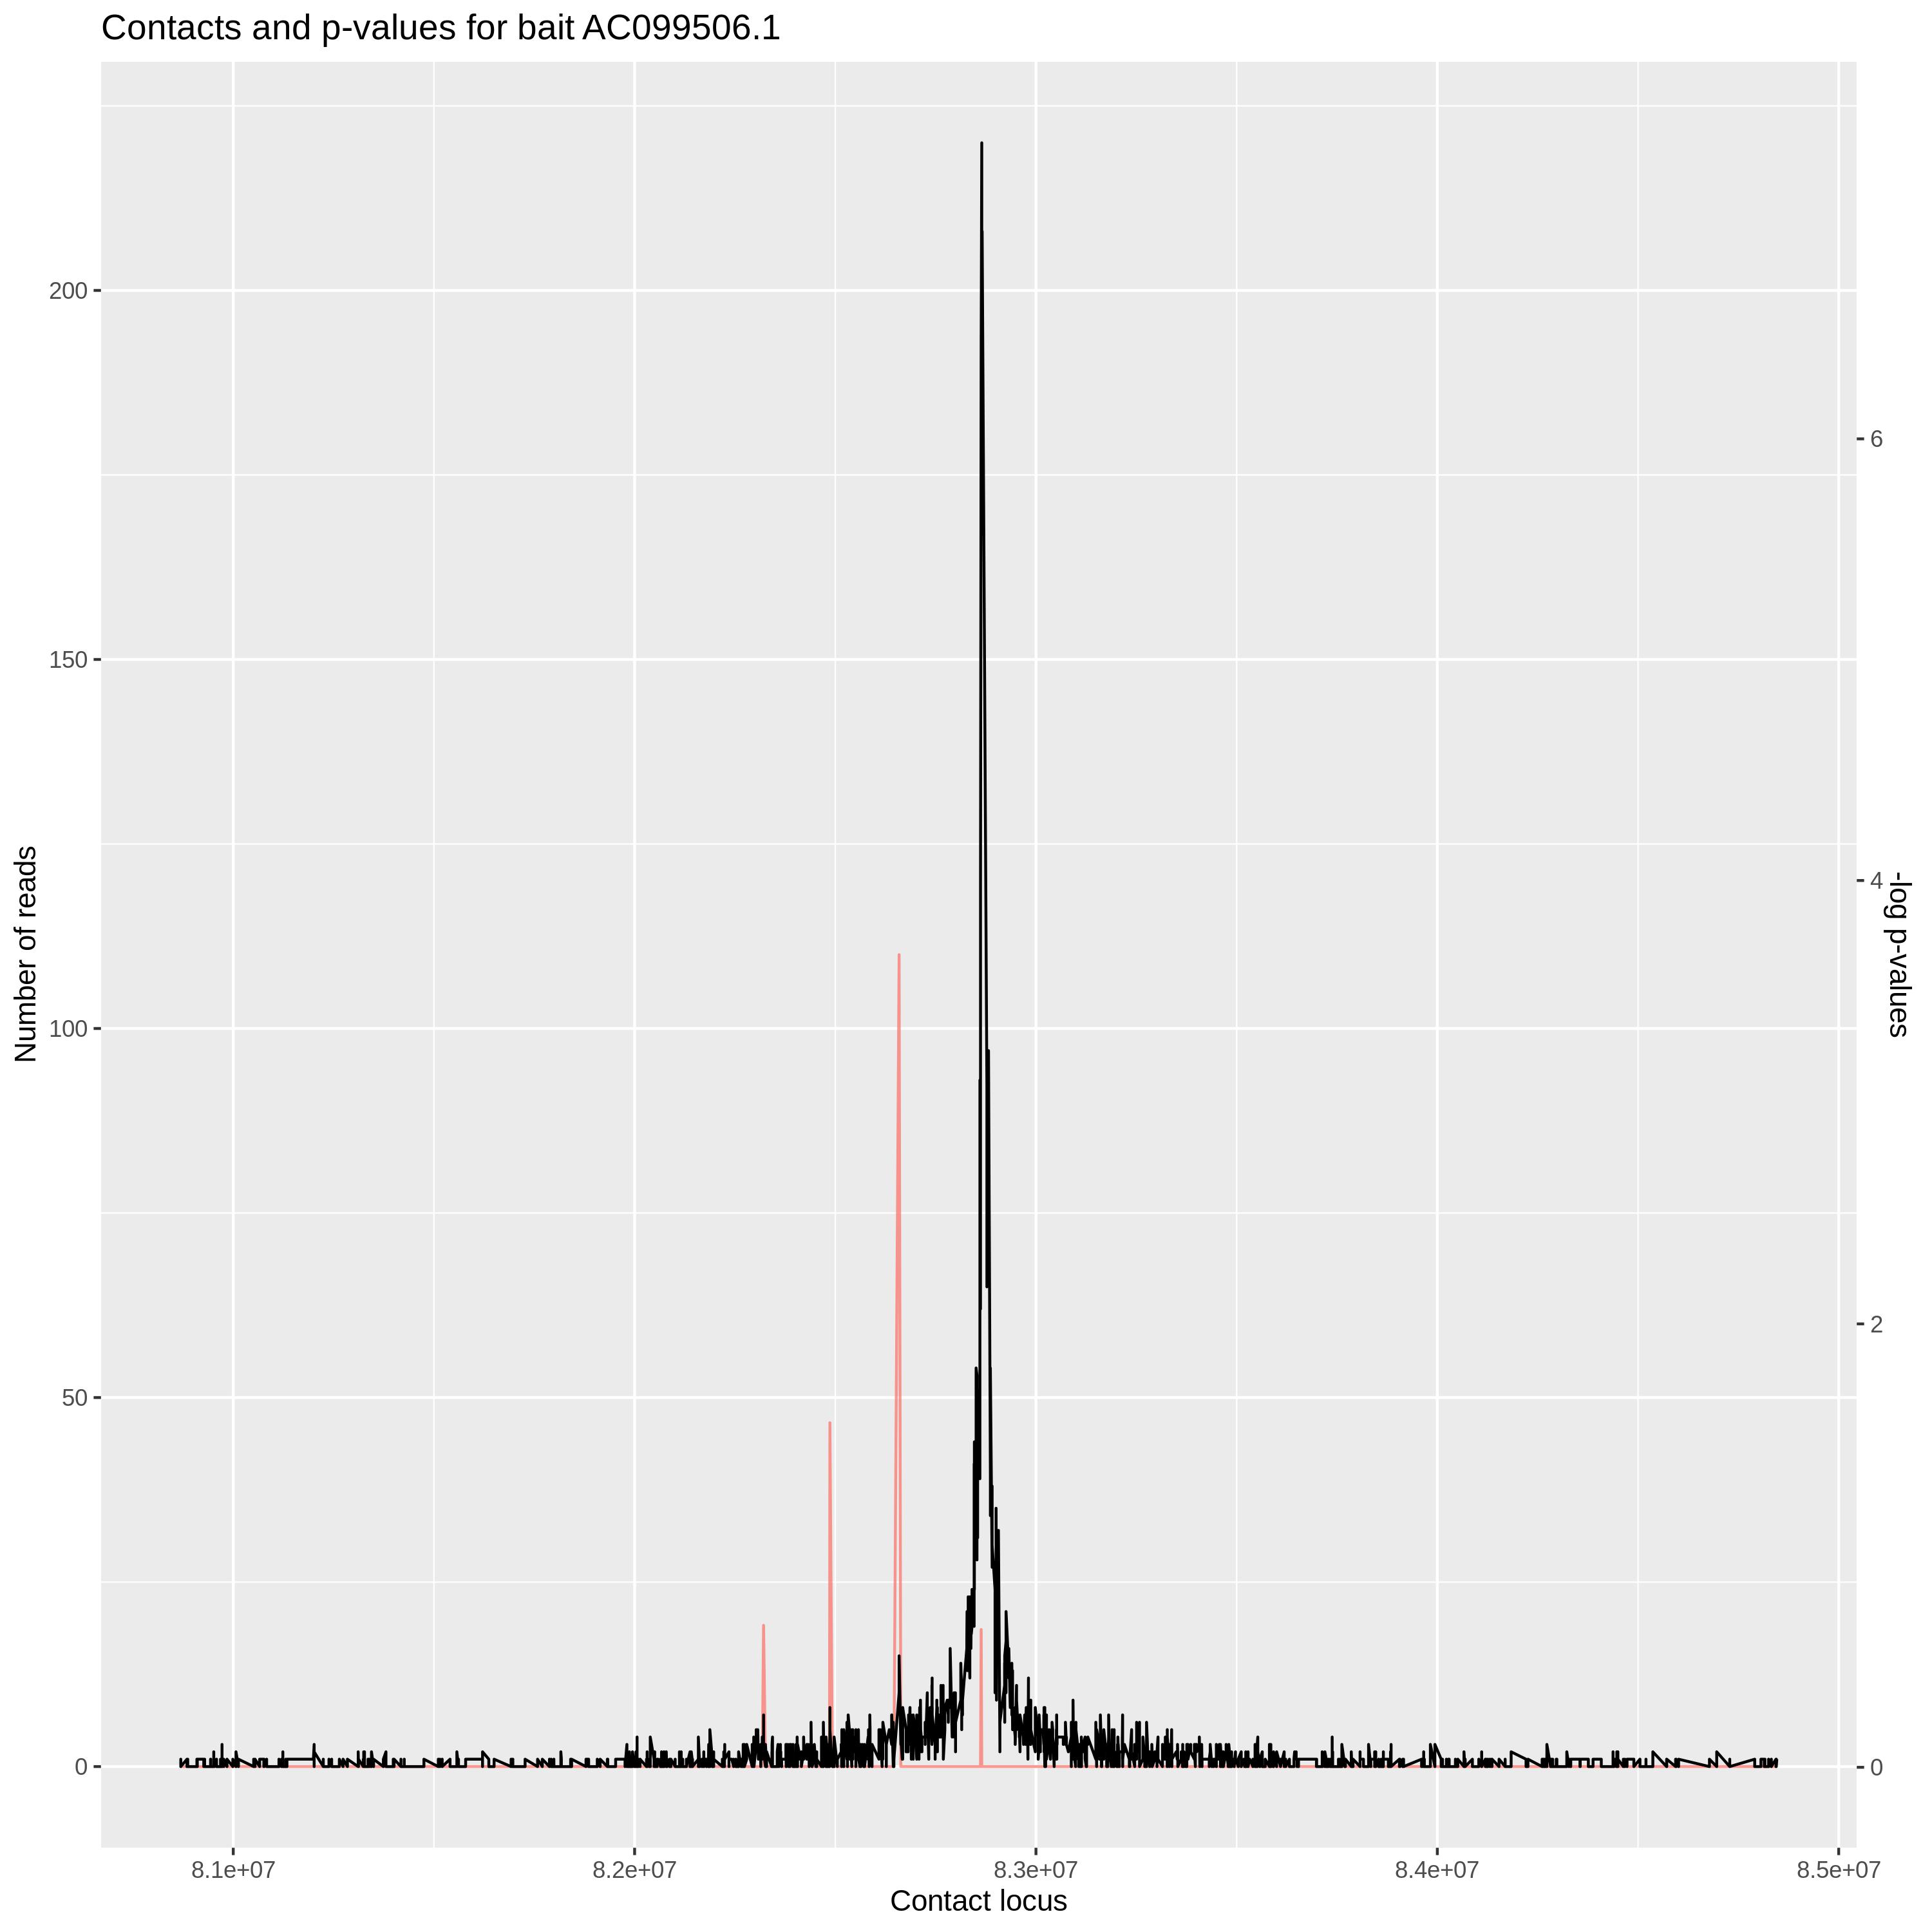 Contacts and p-values for bait AC099506.1
200
150
100
50
0
Number of reads
6
4
2
0
-log p-values
8.1e+07
8.2e+07
8.3e+07
8.4e+07
8.5e+07
Contact locus